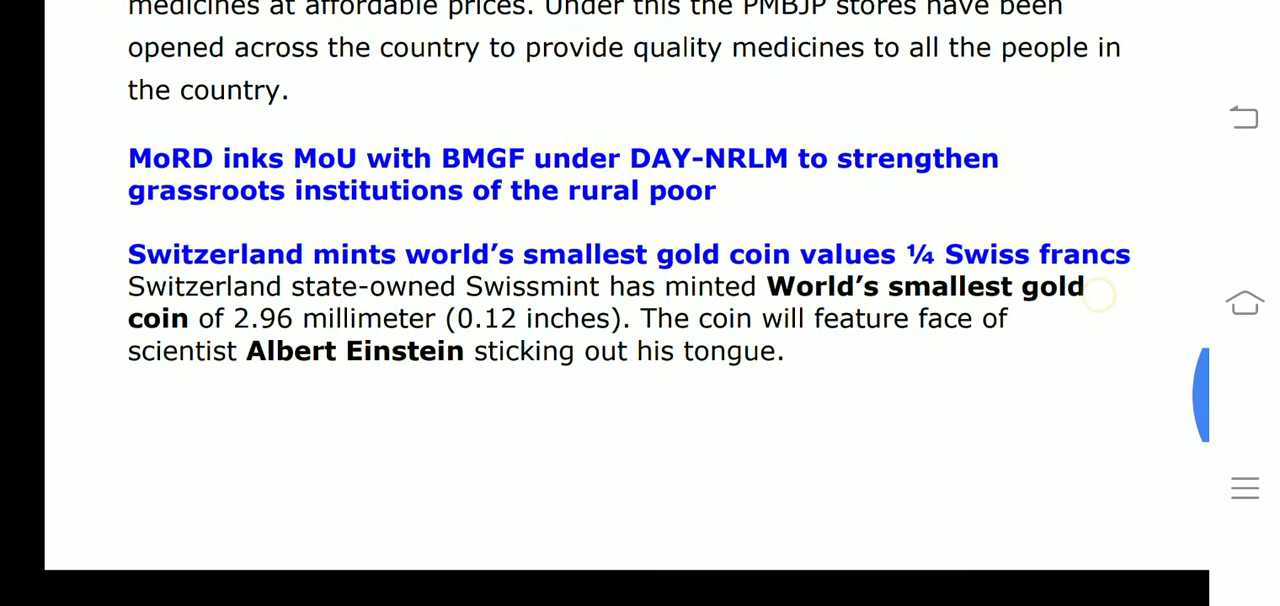 medicines at affordable prices. Under this the PMBJP stores have been
opened across the country to provide quality medicines to all the people in
the country.
MoRD inks MoU with BMGF under DAY-NRLM to strengthen
grassroots institutions of the rural poor
Switzerland mints world's smallest gold coin values ¼ Swiss francs
Switzerland state-owned Swissmint has minted World's smallest gold
coin of 2.96 millimeter (0.12 inches). The coin will feature face of
scientist Albert Einstein sticking out his tongue.